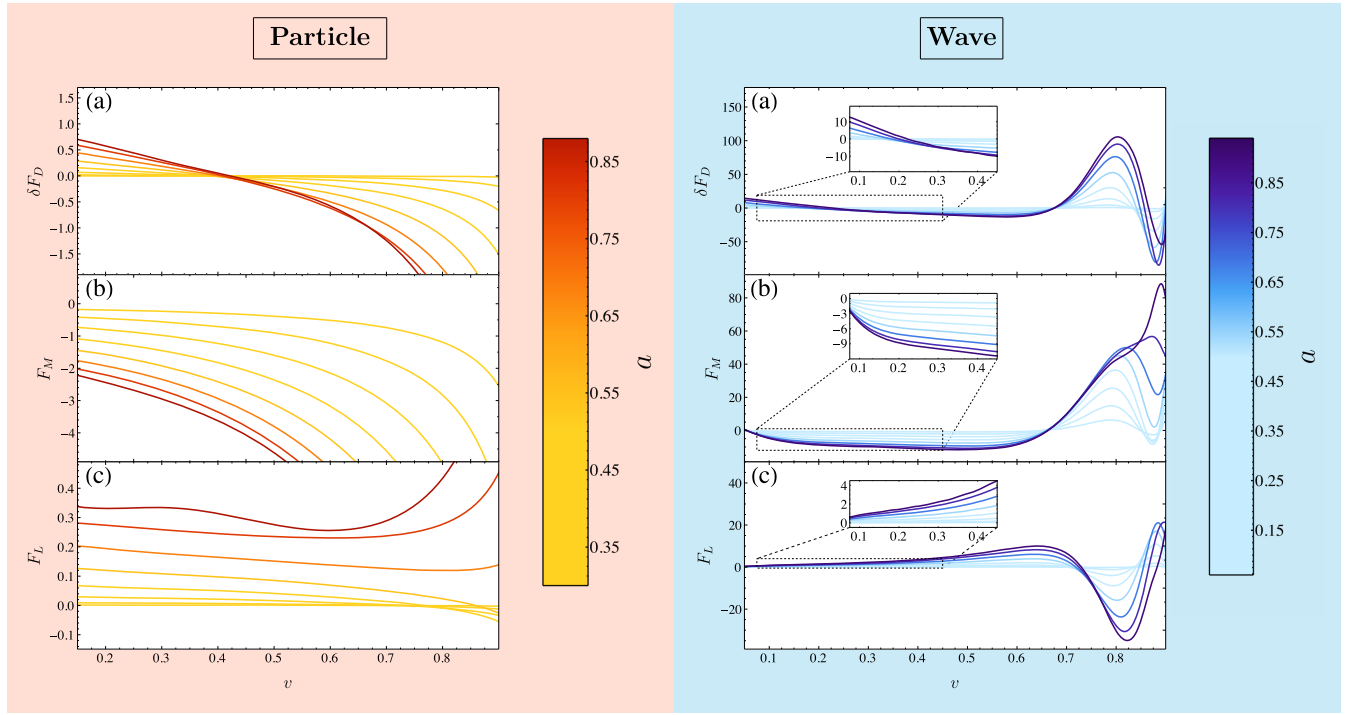 Particle
(a)
1.5
1.0
0.5
0.0
−0.5
−1.0
−1.5
δF_D
(b)
0
−1
−2
−3
−4
F_M
(c)
0.4
0.3
0.2
0.1
0.0
−0.1
F_L
0.2 0.3 0.4 0.5 0.6 0.7 0.8
v
0.85
0.75
0.65
0.55
0.45
0.35
a
Wave
(a)
150
100
50
0
−50
δF_D
10
0
−10
0.1 0.2 0.3 0.4
(b)
80
60
40
20
0
F_M
0
−3
−6
−9
0.1 0.2 0.3 0.4
(c)
40
20
0
−20
F_L
4
2
0
0.1 0.2 0.3 0.4
0.1 0.2 0.3 0.4 0.5 0.6 0.7 0.8
v
0.85
0.75
0.65
0.55
0.45
0.35
0.25
0.15
a